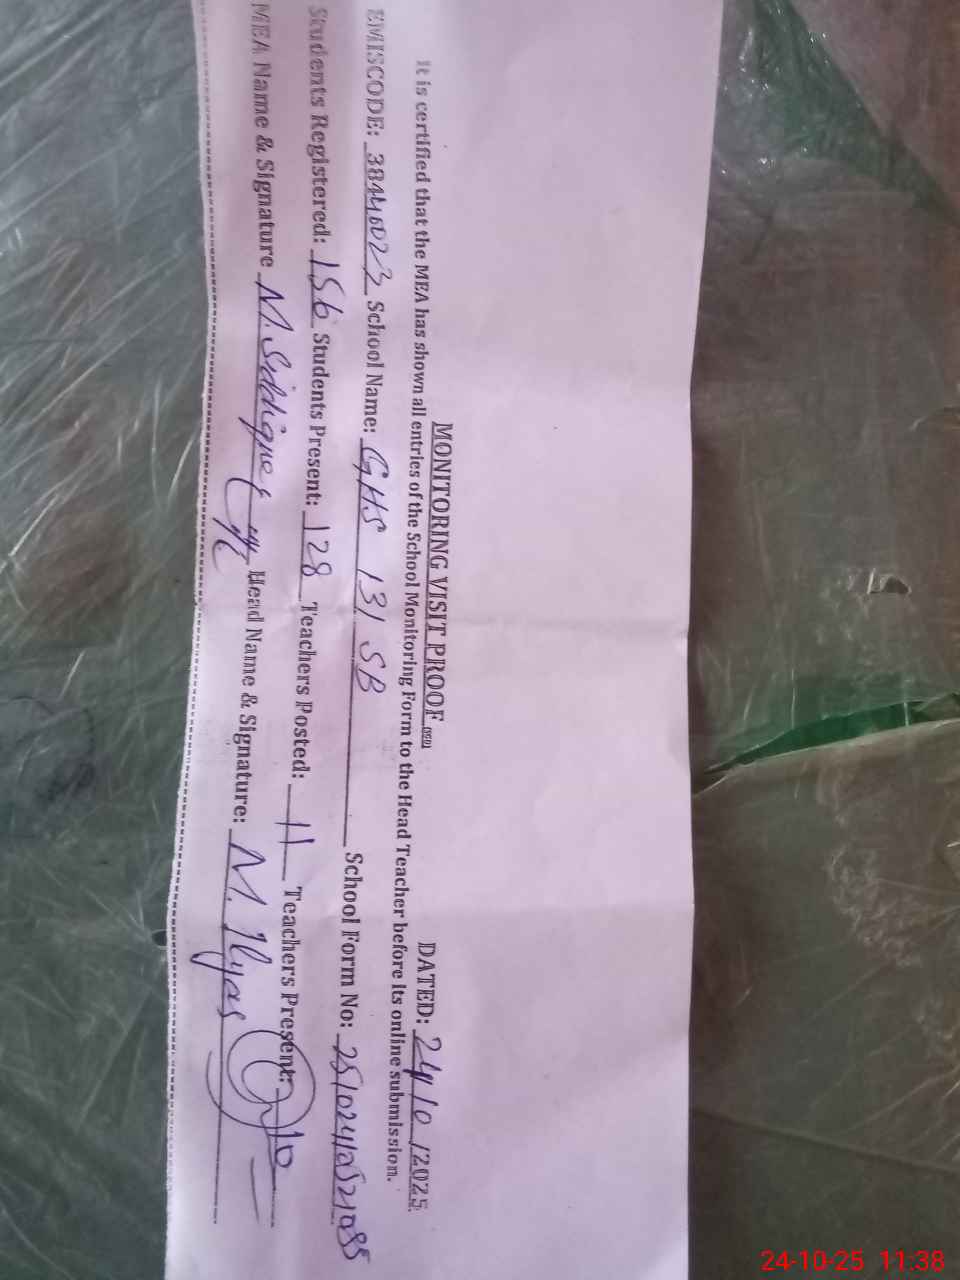 MONITORING VISIT PROOF (PSU) DATED: 24/10/2025
It is certified that the MEA has shown all entries of the School Monitoring Form to the Head Teacher before its online submission.
EMISCODE: 38440023 School Name: GHS 131 SB School Form No:
Students Registered: 156 Students Present: 128 Teachers Posted: 11 Teachers Present: 10
MEA Name & Signature M. Siddique Head Name & Signature: M. Ilyas
24-10-25 11:38